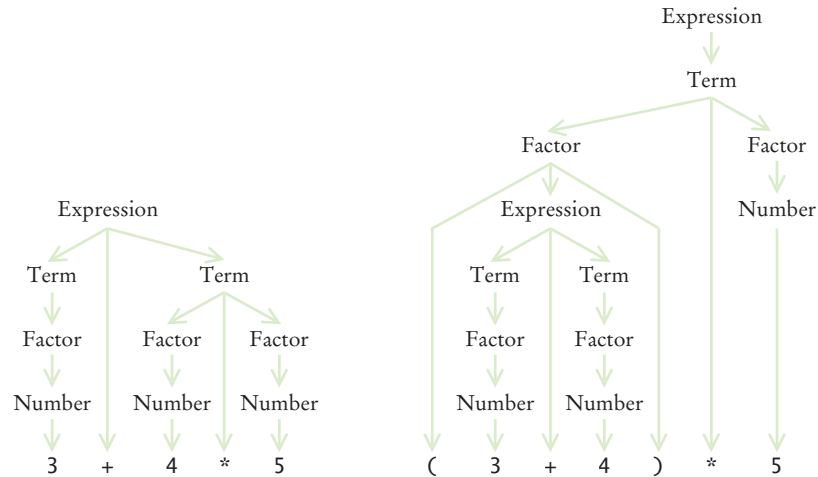 Expression
Term
Factor Factor
Expression Expression Number
Term Term Term Term
Factor Factor Factor Factor Factor
Number Number Number Number Number
3 + 4 * 5 ( 3 + 4 ) * 5